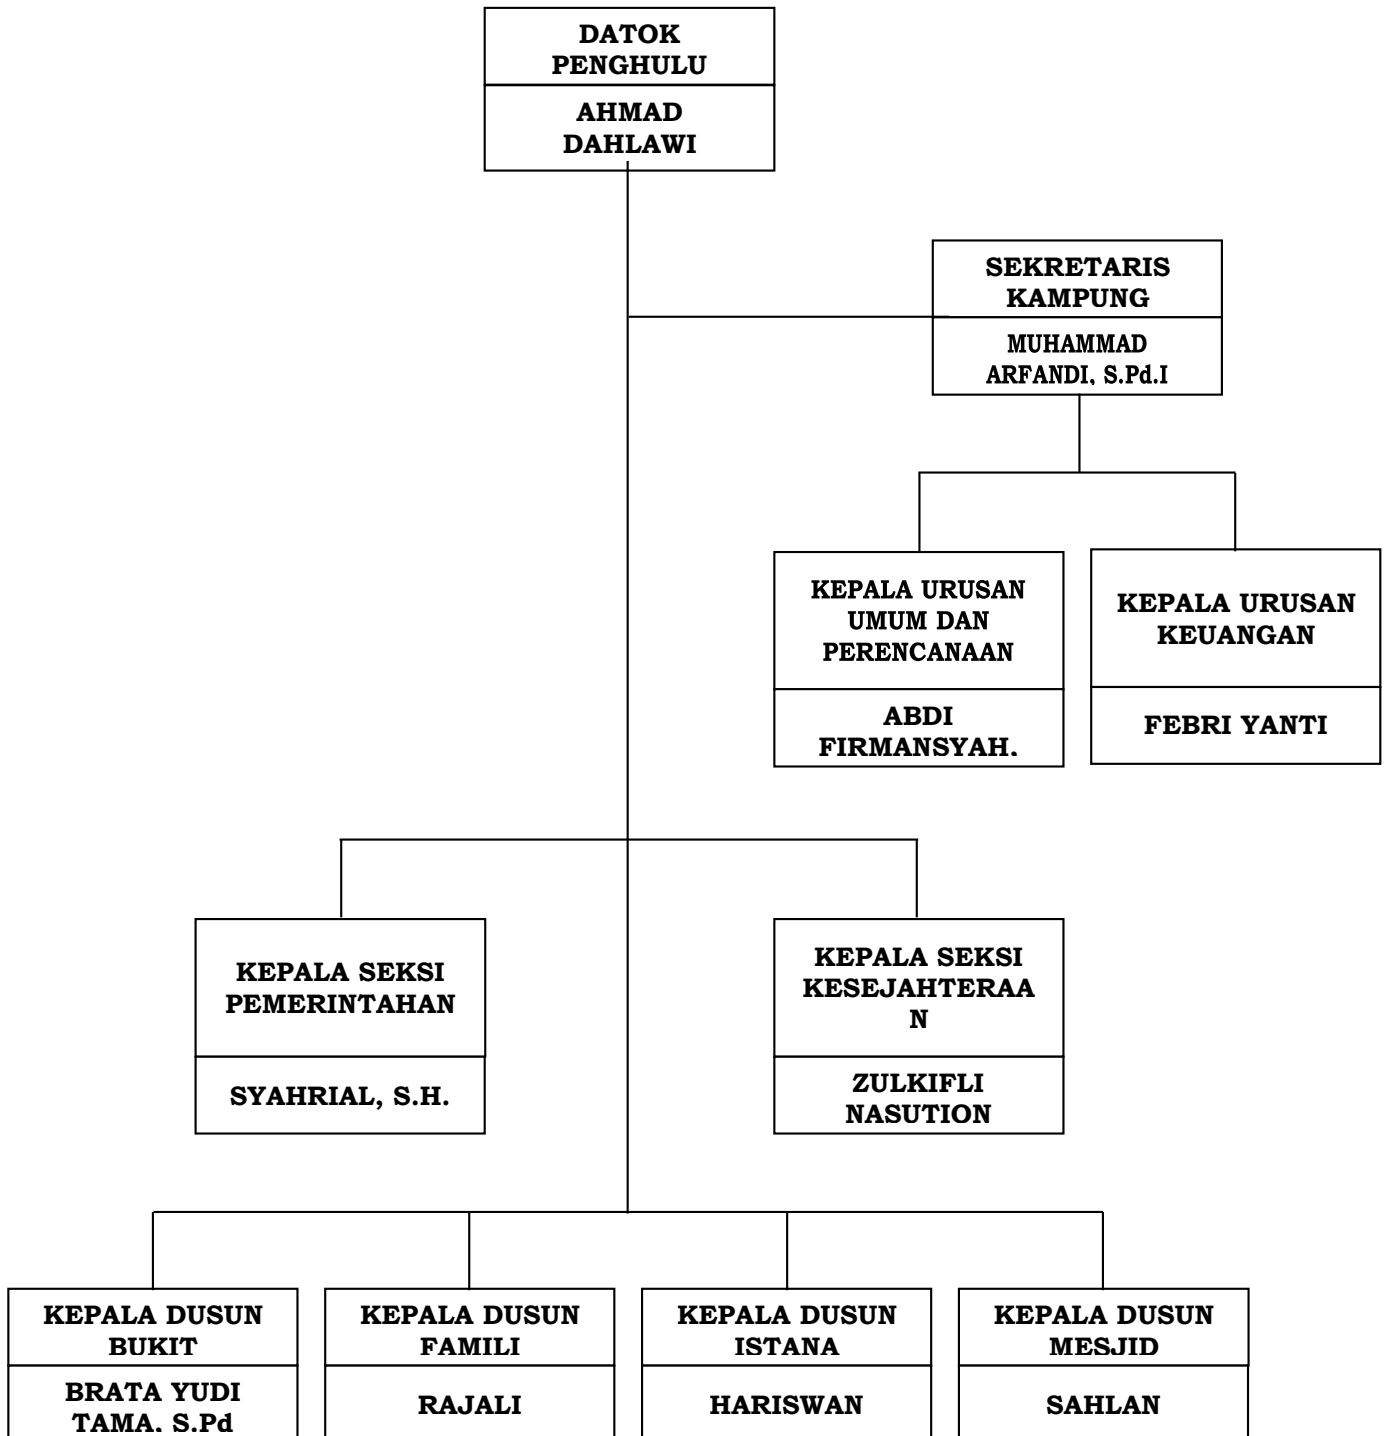 DATOK
PENGHULU
AHMAD
DAHLAWI
SEKRETARIS
KAMPUNG
MUHAMMAD
ARFANDI, S.Pd.I
KEPALA URUSAN
UMUM DAN
PERENCANAAN
ABDI
FIRMANSYAH.
KEPALA URUSAN
KEUANGAN
FEBRI YANTI
KEPALA SEKSI
PEMERINTAHAN
SYAHRIAL, S.H.
KEPALA SEKSI
KESEJAHTERAA
N
ZULKIFLI
NASUTION
KEPALA DUSUN
BUKIT
BRATA YUDI
TAMA, S.Pd
KEPALA DUSUN
FAMILI
RAJALI
KEPALA DUSUN
ISTANA
HARISWAN
KEPALA DUSUN
MESJID
SAHLAN